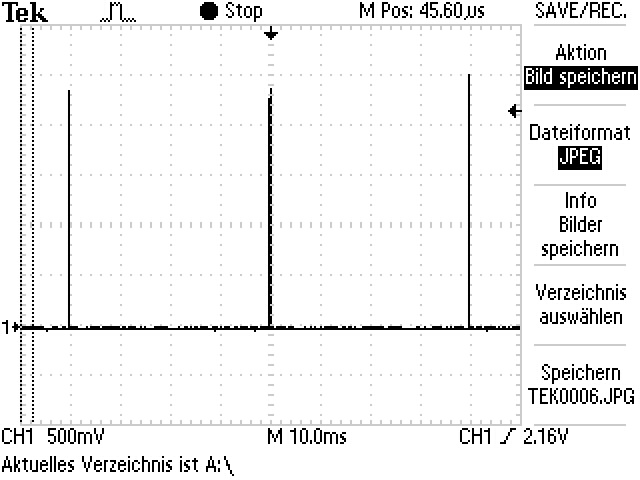 Tek Stop M Pos: 45.60µs SAVE/REC.
Aktion
Bild speichern
Dateiformat
JPEG
Info
Bilder
speichern
Verzeichnis
auswählen
Speichern
TEK0006.JPG
1
CH1 500mV M 10.0ms CH1 2.16V
Aktuelles Verzeichnis ist A:\